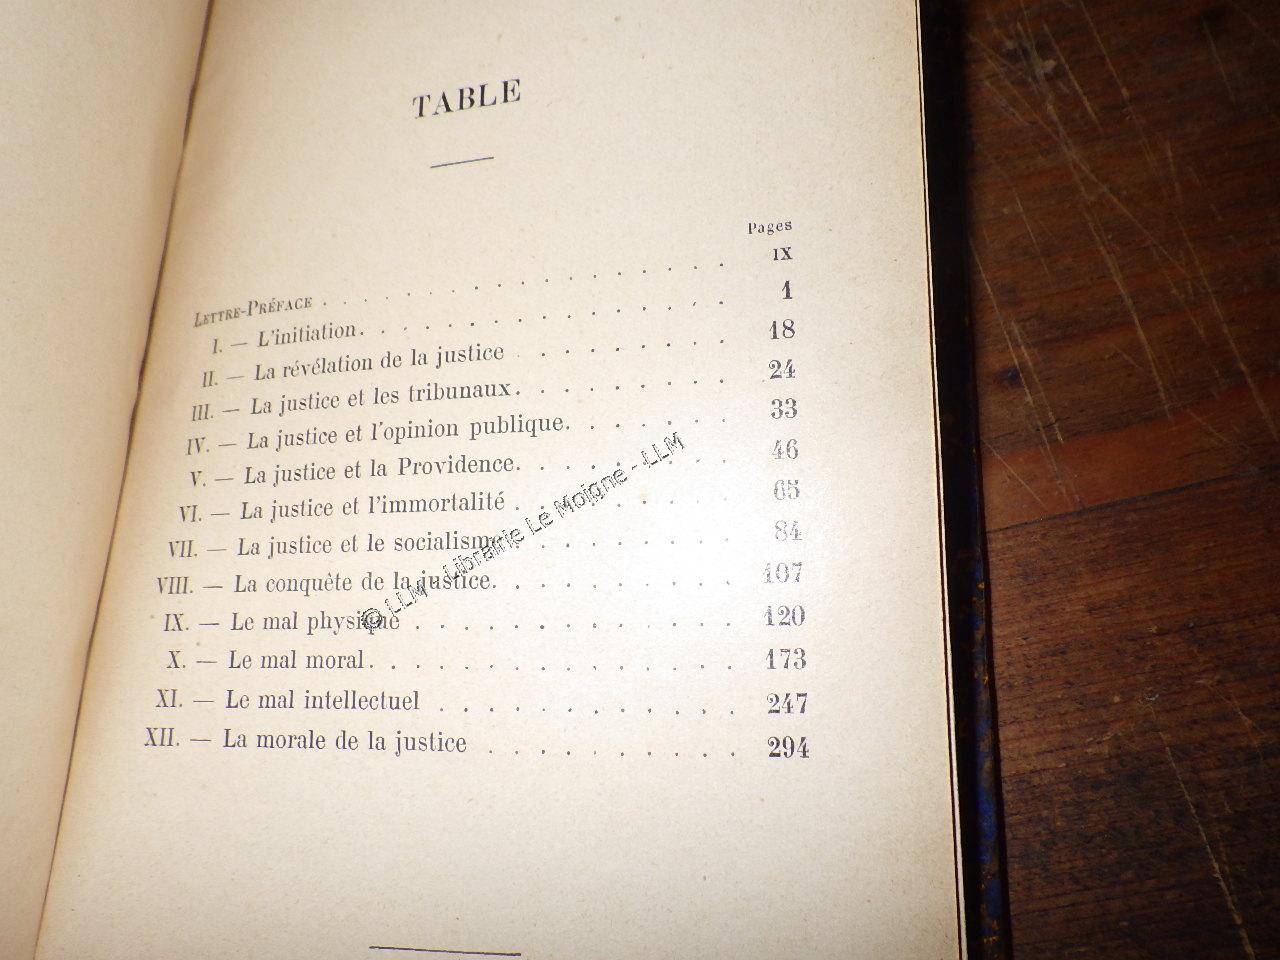 TABLE
Pages
LETTRE-PRÉFACE . . . . . . . . . . . . . . . . IX
I. — L'initiation. . . . . . . . . . . . . . . . 1
II. — La révélation de la justice . . . . . . . . . 18
III. — La justice et les tribunaux. . . . . . . . . 24
IV. — La justice et l'opinion publique. . . . . . . 33
V. — La justice et la Providence. . . . . . . . . 46
VI. — La justice et l'immortalité . . . . . . . . . 65
VII. — La justice et le socialisme. . . . . . . . . 84
VIII. — La conquête de la justice. . . . . . . . . . 107
IX. — Le mal physique . . . . . . . . . . . . . 120
X. — Le mal moral. . . . . . . . . . . . . . . 173
XI. — Le mal intellectuel . . . . . . . . . . . . 247
XII. — La morale de la justice . . . . . . . . . . 294
© LLM - Librairie Le Moigne - LLM